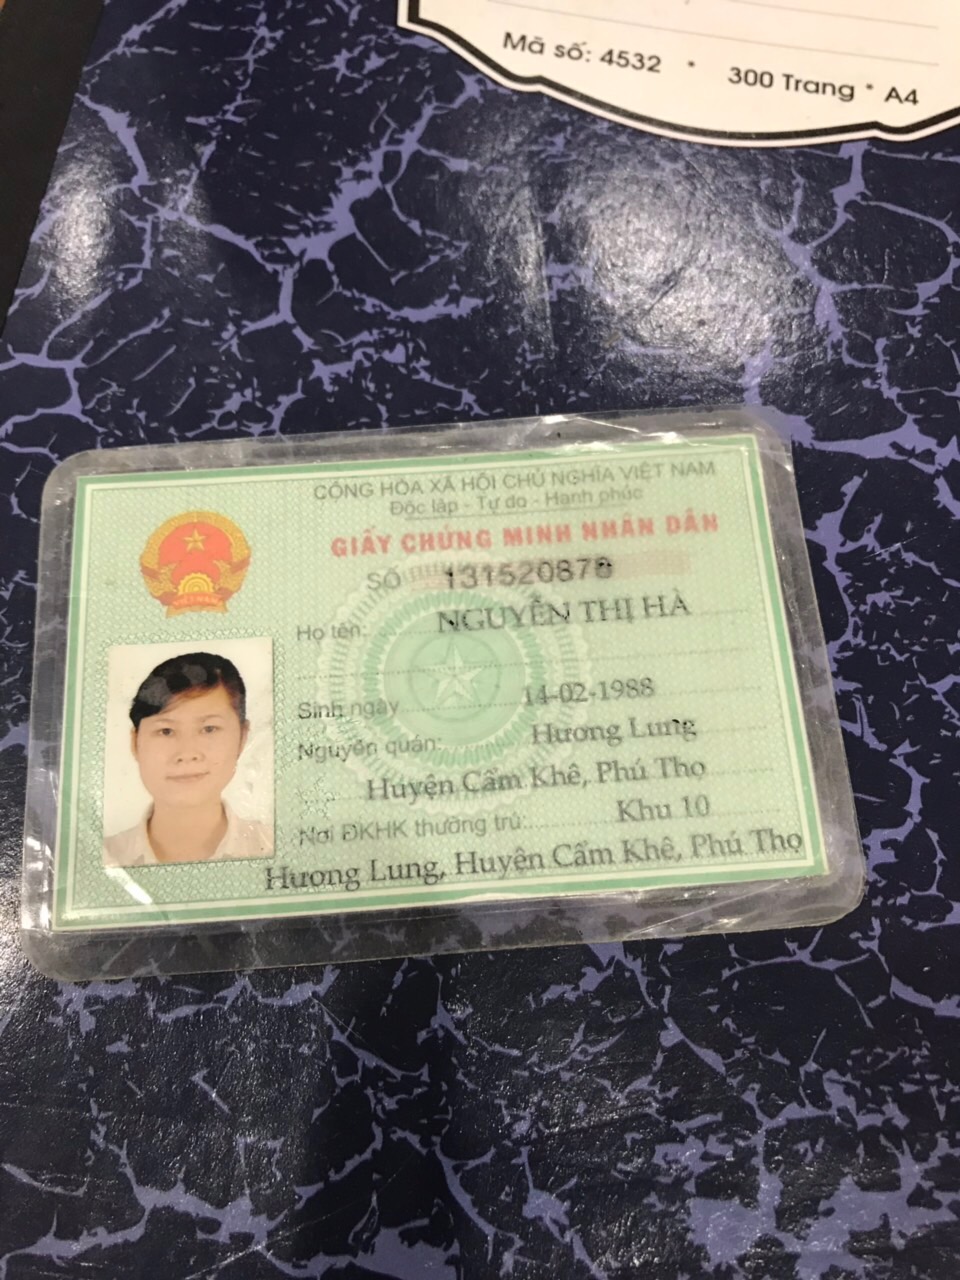 Mã số: 4532 * 300 Trang * A4
CỘNG HÒA XÃ HỘI CHỦ NGHĨA VIỆT NAM
Độc lập - Tự do - Hạnh phúc
GIẤY CHỨNG MINH NHÂN DÂN
SỐ 131520878
Họ tên: NGUYỄN THỊ HÀ
Sinh ngày 14-02-1988
Nguyên quán: Hương Lung
Huyện Cẩm Khê, Phú Thọ
Nơi ĐKHK thường trú: Khu 10
Hương Lung, Huyện Cẩm Khê, Phú Thọ
VIỆT NAM